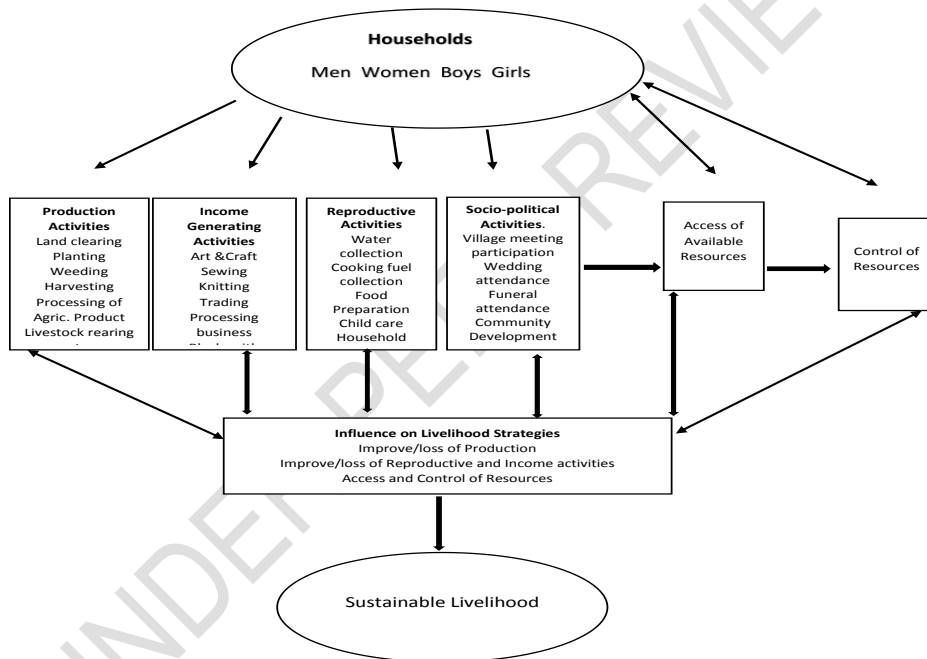 Households
Men Women Boys Girls
Production
Activities
Land clearing
Planting
Weeding
Harvesting
Processing of
Agric. Product
Livestock rearing
Income
Generating
Activities
Art &Craft
Sewing
Knitting
Trading
Processing
business
Reproductive
Activities
Water
collection
Cooking fuel
collection
Food
Preparation
Child care
Household
Socio-political
Activities.
Village meeting
participation
Wedding
attendance
Funeral
attendance
Community
Development
Access of
Available
Resources
Control of
Resources
Influence on Livelihood Strategies
Improve/loss of Production
Improve/loss of Reproductive and Income activities
Access and Control of Resources
Sustainable Livelihood